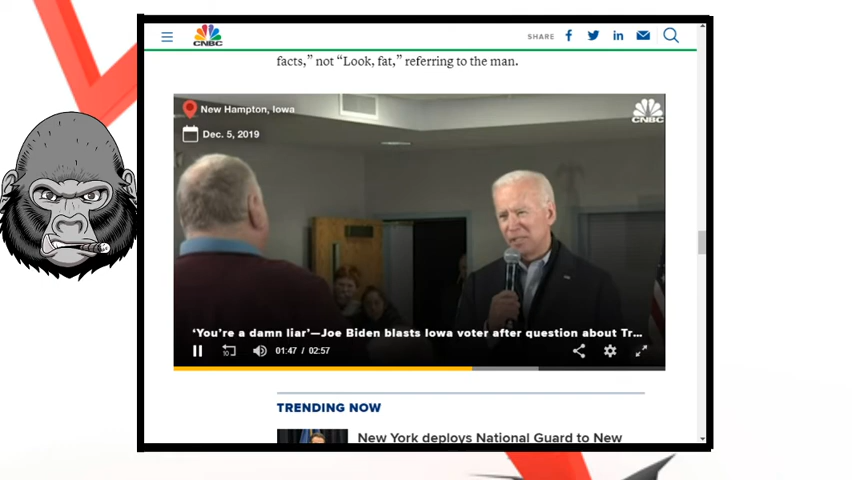 CNBC
SHARE
facts,” not “Look, fat,” referring to the man.
New Hampton, Iowa
CNBC
Dec. 5, 2019
‘You’re a damn liar’—Joe Biden blasts Iowa voter after question about Tr...
10
01:47 / 02:57
TRENDING NOW
New York deploys National Guard to New